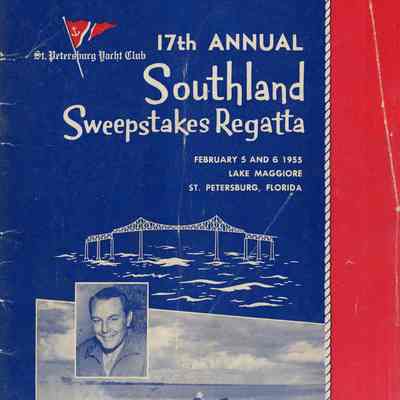 St. Petersburg Yacht Club
17th ANNUAL
Southland
Sweepstakes Regatta
FEBRUARY 5 AND 6 1955
LAKE MAGGIORE
ST. PETERSBURG, FLORIDA